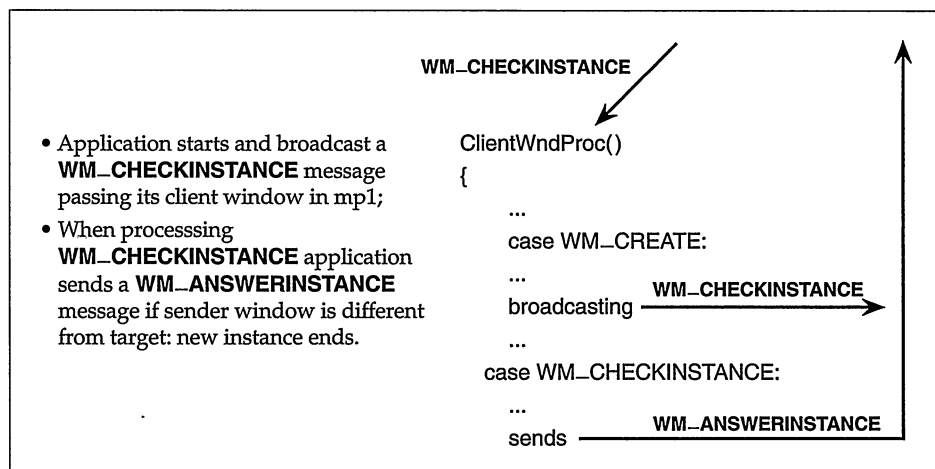 WM_CHECKINSTANCE
• Application starts and broadcast a
WM_CHECKINSTANCE message
passing its client window in mp1;
• When processsing
WM_CHECKINSTANCE application
sends a WM_ANSWERINSTANCE
message if sender window is different
from target: new instance ends.
ClientWndProc()
{
...
case WM_CREATE:
...
broadcasting WM_CHECKINSTANCE
...
case WM_CHECKINSTANCE:
...
sends WM_ANSWERINSTANCE